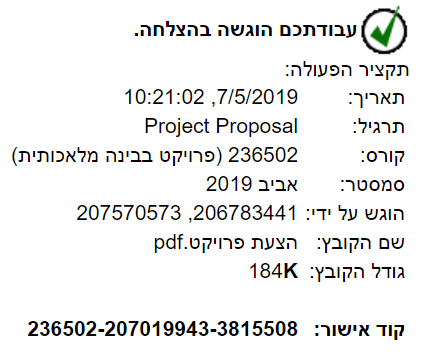 עבודתכם הוגשה בהצלחה.
תקציר הפעולה:
תאריך: 7/5/2019, 10:21:02
תרגיל: Project Proposal
קורס: 236502 (פרויקט בבינה מלאכותית)
סמסטר: אביב 2019
הוגש על ידי: 206783441, 207570573
שם הקובץ: הצעת פרויקט.pdf
גודל הקובץ: 184K
קוד אישור: 236502-207019943-3815508